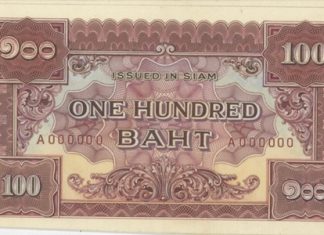 ๑๐๐ 100
ISSUED IN SIAM
ONE HUNDRED
A000000 BAHT A000000
100 ๑๐๐